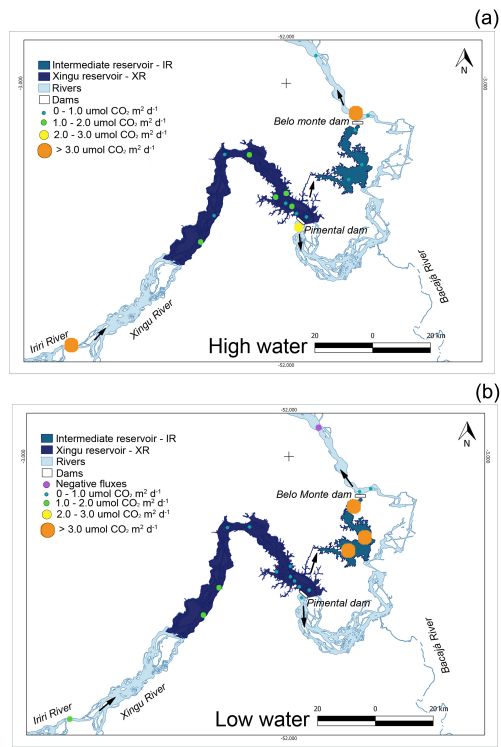 (a)
-52.000
-3.000
-3.000
Intermediate reservoir - IR
Xingu reservoir - XR
Rivers
Dams
0 - 1.0 umol CO₂ m² d⁻¹
1.0 - 2.0 umol CO₂ m² d⁻¹
2.0 - 3.0 umol CO₂ m² d⁻¹
> 3.0 umol CO₂ m² d⁻¹
N
Belo monte dam
Pimental dam
Bacajá River
Xingu River
Iriri River
High water
20 0 20 km
-52.000
(b)
-52.000
-3.000
-3.000
Intermediate reservoir - IR
Xingu reservoir - XR
Rivers
Dams
Negative fluxes
0 - 1.0 umol CO₂ m² d⁻¹
1.0 - 2.0 umol CO₂ m² d⁻¹
2.0 - 3.0 umol CO₂ m² d⁻¹
> 3.0 umol CO₂ m² d⁻¹
N
Belo Monte dam
Pimental dam
Bacajá River
Xingu River
Iriri River
Low water
20 0 20 km
-52.000